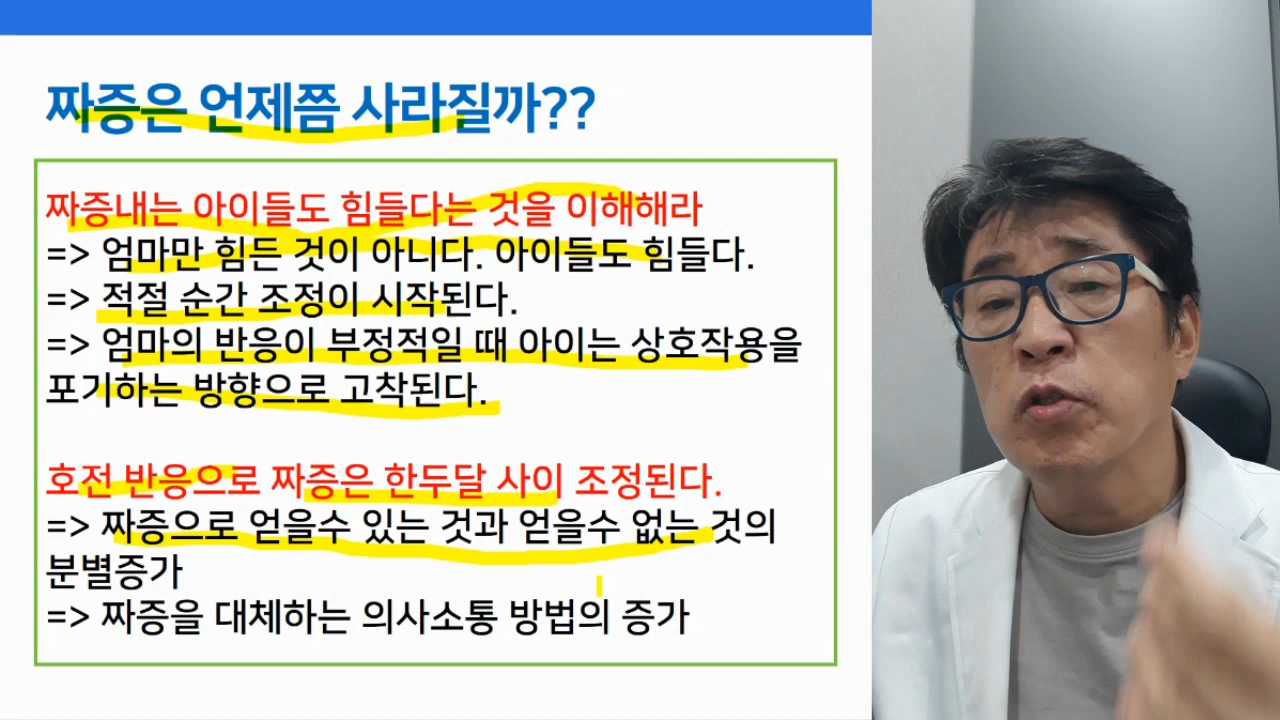 짜증은 언제쯤 사라질까??
짜증내는 아이들도 힘들다는 것을 이해해라
=> 엄마만 힘든 것이 아니다. 아이들도 힘들다.
=> 적절 순간 조정이 시작된다.
=> 엄마의 반응이 부정적일 때 아이는 상호작용을
포기하는 방향으로 고착된다.
호전 반응으로 짜증은 한두달 사이 조정된다.
=> 짜증으로 얻을수 있는 것과 얻을수 없는 것의
분별증가
=> 짜증을 대체하는 의사소통 방법의 증가